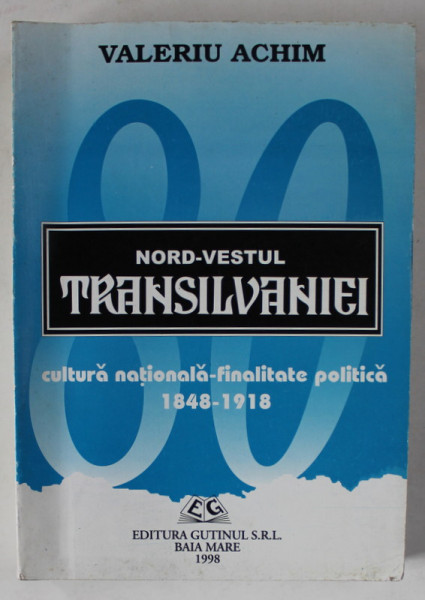 VALERIU ACHIM
80
NORD-VESTUL
TRANSILVANIEI
cultură națională-finalitate politică
1848-1918
EG
EDITURA GUTINUL S.R.L.
BAIA MARE
1998